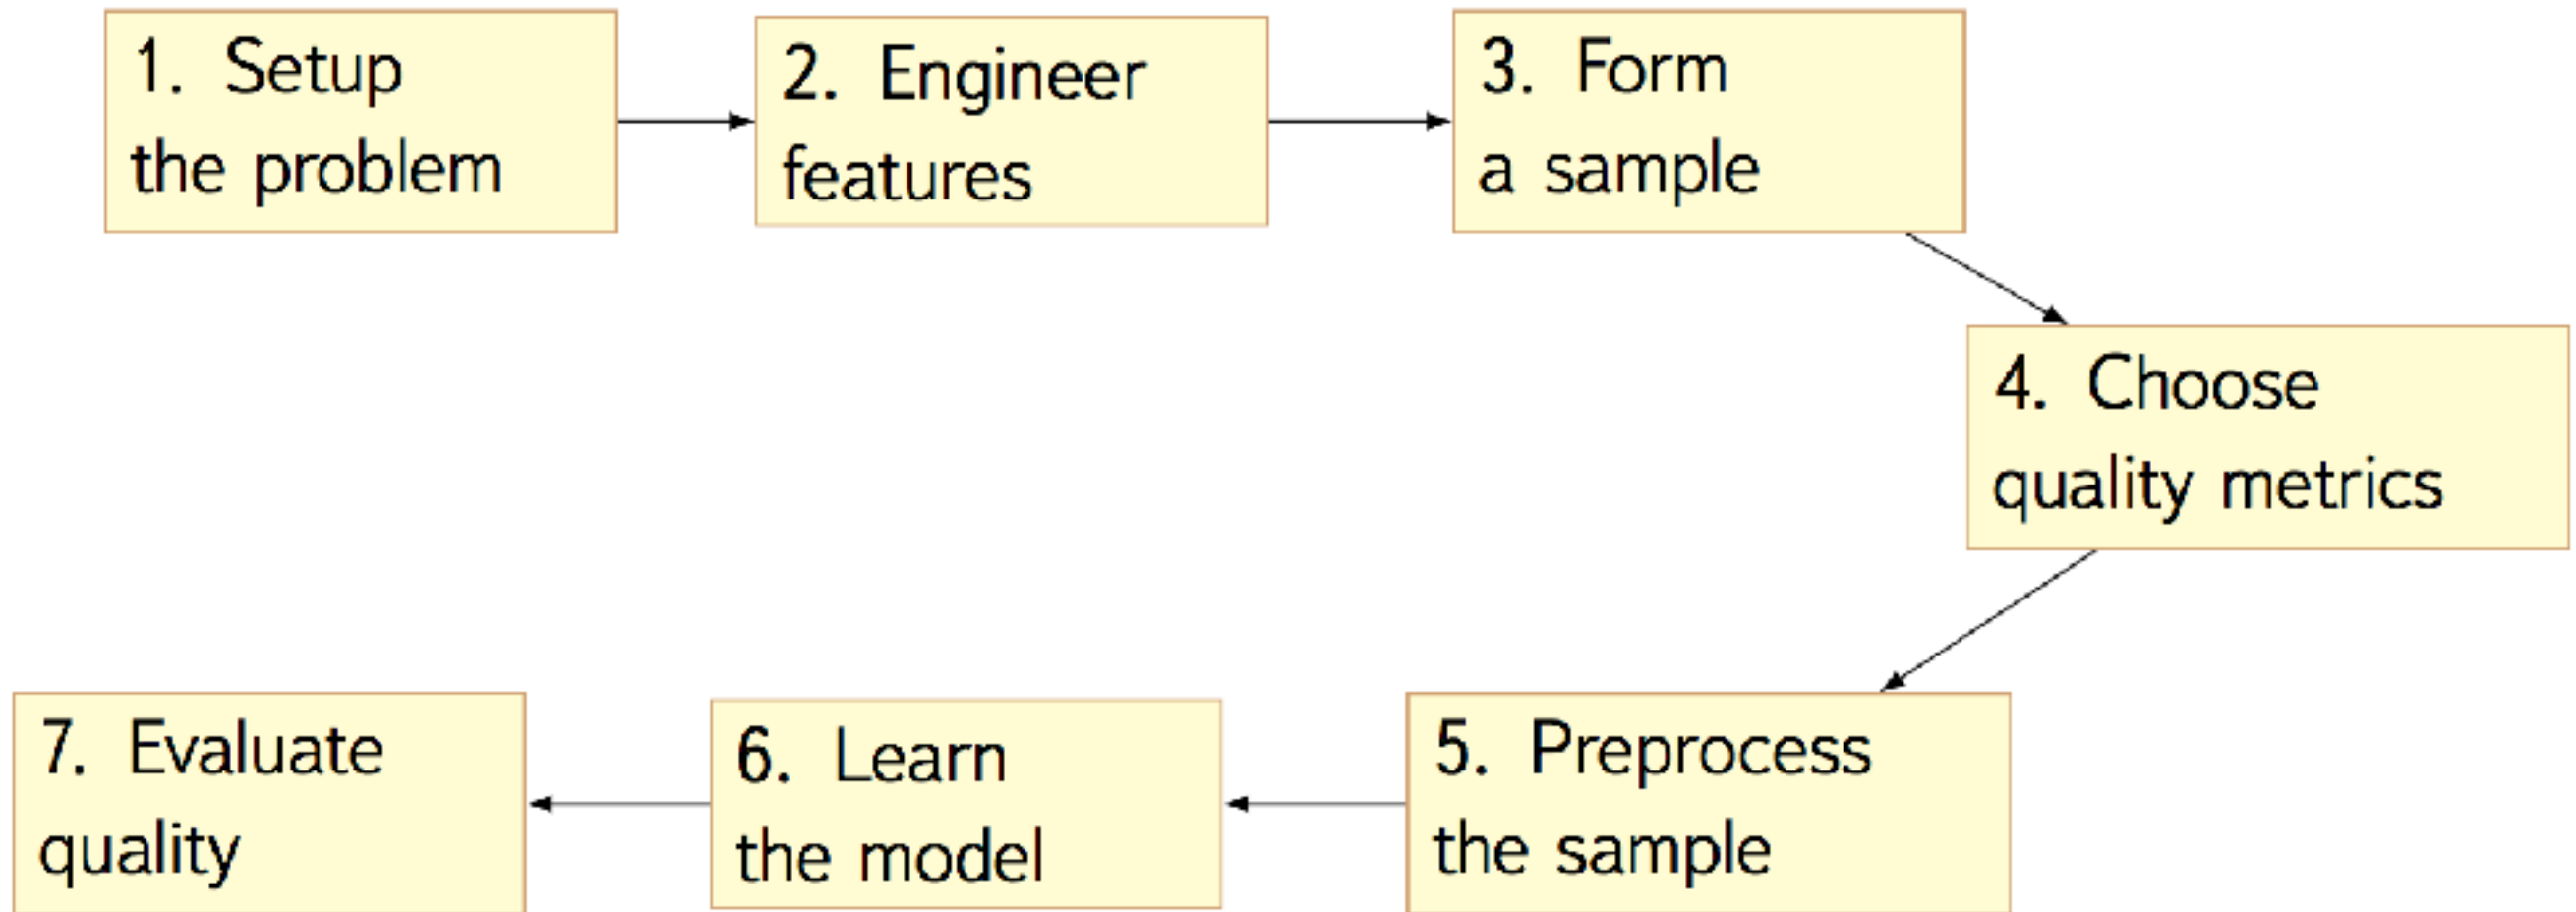 1. Setup
the problem
2. Engineer
features
3. Form
a sample
4. Choose
quality metrics
5. Preprocess
the sample
6. Learn
the model
7. Evaluate
quality